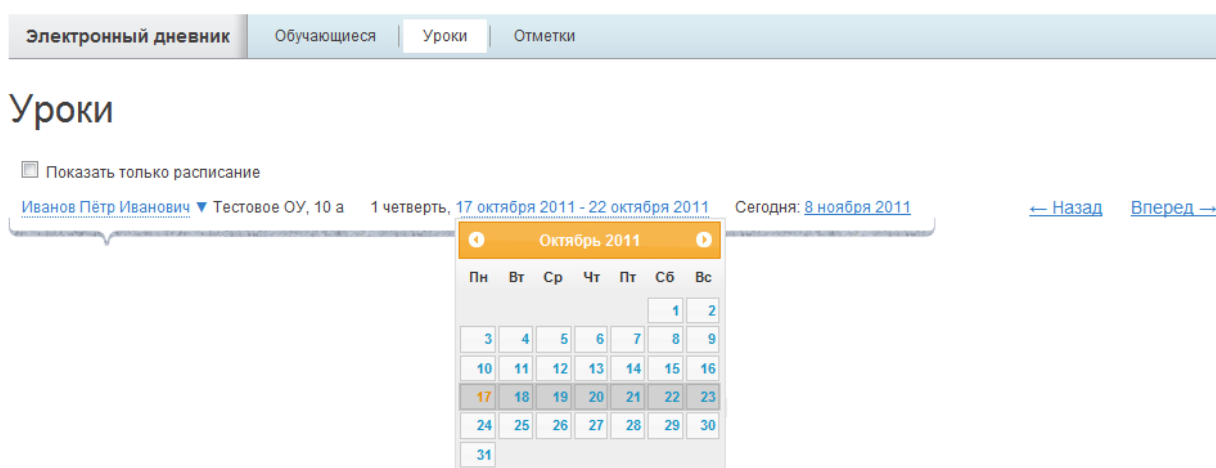 Электронный дневник Обучающиеся Уроки Отметки
Уроки
Показать только расписание
Иванов Пётр Иванович ▼ Тестовое ОУ, 10 а 1 четверть, 17 октября 2011 - 22 октября 2011 Сегодня: 8 ноября 2011 ← Назад Вперед →
Октябрь 2011
Пн Вт Ср Чт Пт Сб Вс
1 2
3 4 5 6 7 8 9
10 11 12 13 14 15 16
17 18 19 20 21 22 23
24 25 26 27 28 29 30
31